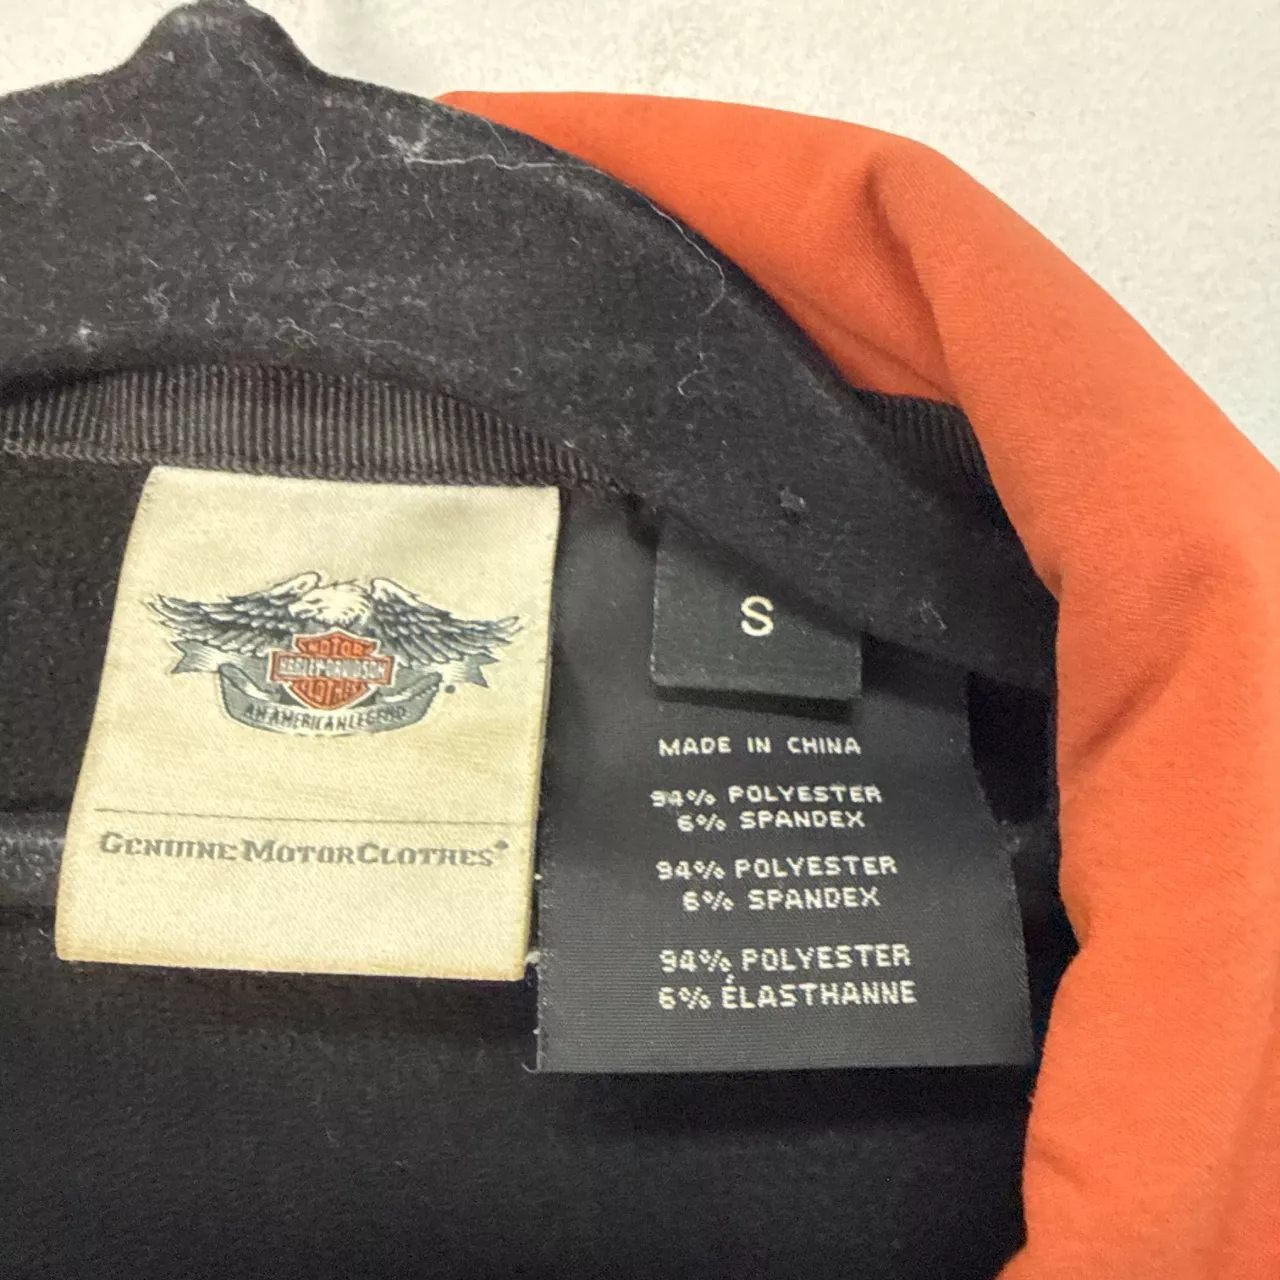 MOTOR
HARLEY-DAVIDSON
CLOTHES
AN AMERICAN LEGEND
GENUINE MOTORCLOTHES®
S
MADE IN CHINA
94% POLYESTER
6% SPANDEX
94% POLYESTER
6% SPANDEX
94% POLYESTER
6% ÉLASTHANNE